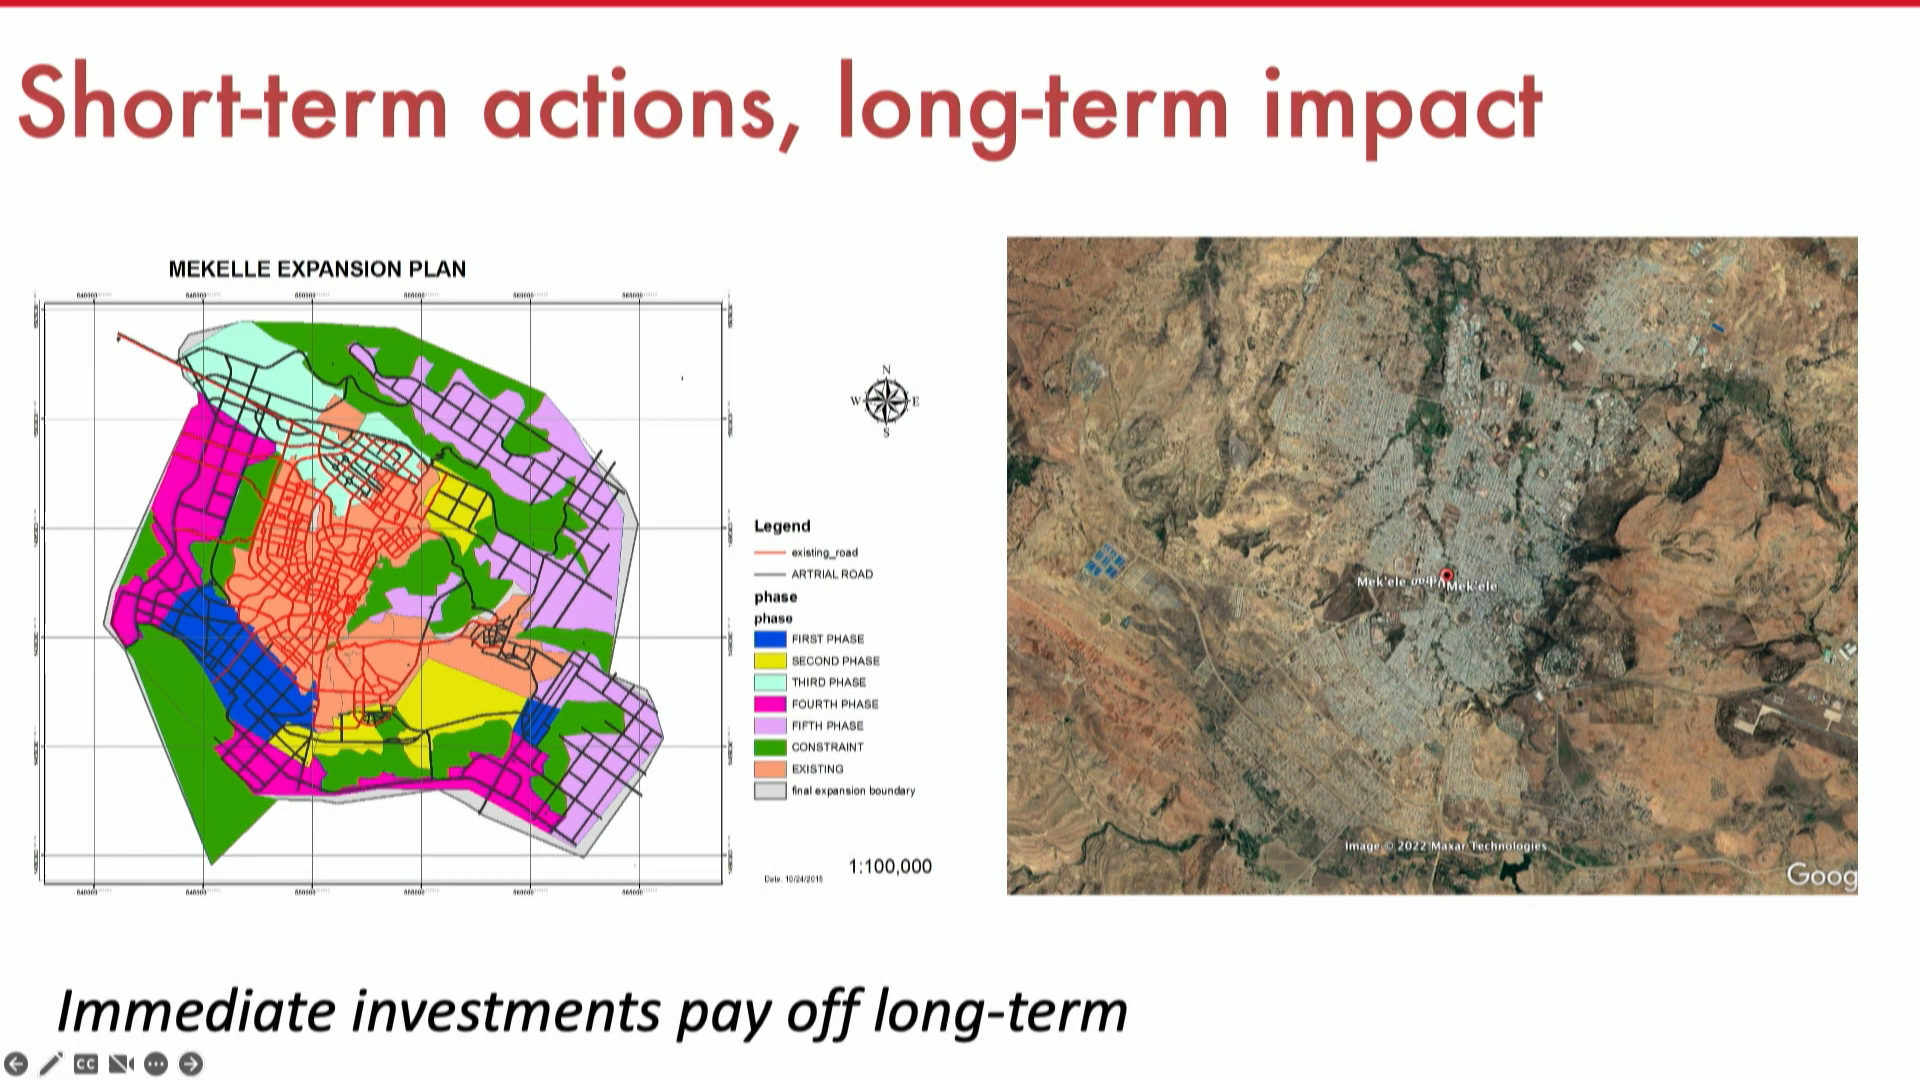 Short-term actions, long-term impact
MEKELLE EXPANSION PLAN
N
W
E
S
Legend
existing_road
ARTRIAL ROAD
phase
phase
FIRST PHASE
SECOND PHASE
THIRD PHASE
FOURTH PHASE
FIFTH PHASE
CONSTRAINT
EXISTING
final expansion boundary
1:100,000
Mek'ele
Mek'ele
Image © 2022 Maxar Technologies
Goog
Immediate investments pay off long-term
CC